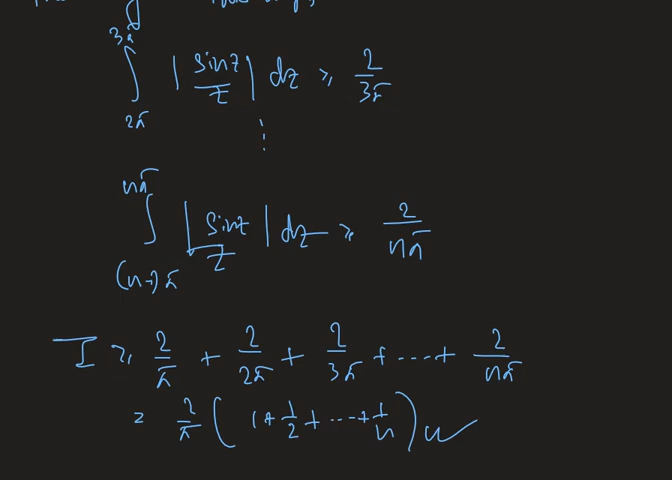 ∫_{2π}^{3π} | sin z / z | dz ≥ 2/3π
⋮
∫_{(n-1)π}^{nπ} | sin z / z | dz ≥ 2/nπ
I ≥ 2/π + 2/2π + 2/3π + ... + 2/nπ
= 2/π ( 1 + 1/2 + ... + 1/n )